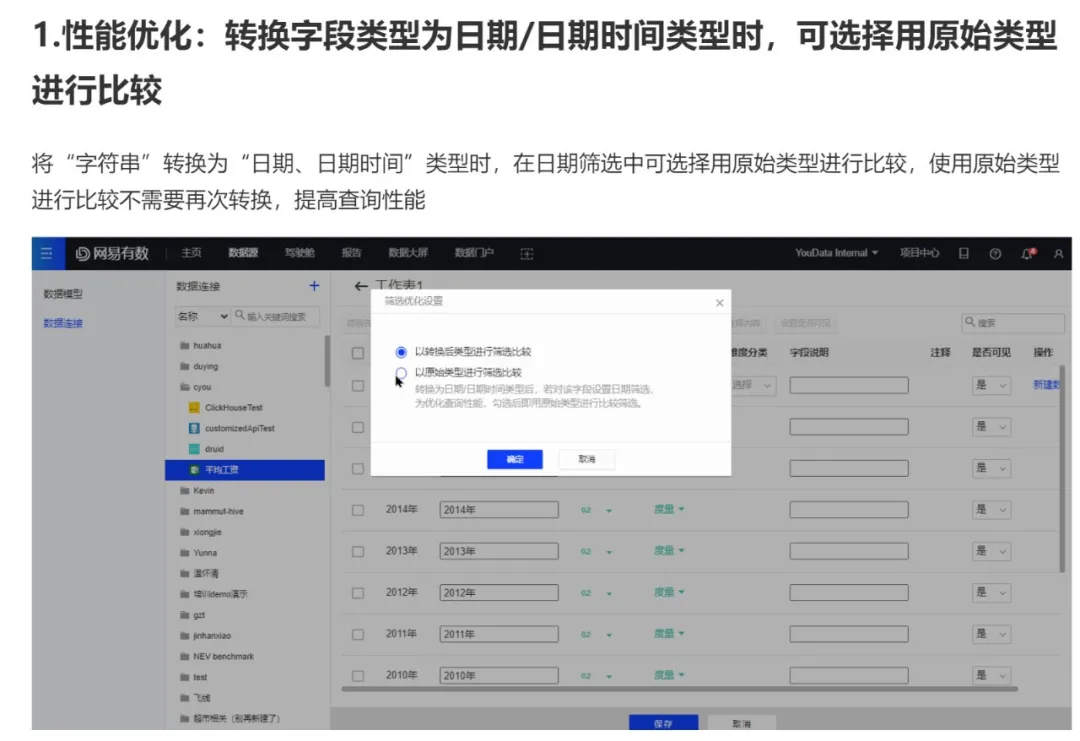 1.性能优化：转换字段类型为日期/日期时间类型时，可选择用原始类型
进行比较
将“字符串”转换为“日期、日期时间”类型时，在日期筛选中可选择用原始类型进行比较，使用原始类型
进行比较不需要再次转换，提高查询性能
网易有数 主页 数据源 驾驶舱 报告 数据大屏 数据门户 YouData Internal 项目中心
数据模型
数据连接
数据连接 +
名称 输入关键词搜索
huahua
duying
cyou
ClickHouseTest
customizedApiTest
druid
平均工资
Kevin
mammut-hive
xiongjie
Yunna
温怀清
gzt
jinhanxiao
NEV benchmark
test
飞线
超市相关（别再新建了）
工作表1
筛选优化设置
以转换后类型进行筛选比较
以原始类型进行筛选比较
转换为日期/日期时间类型后，若对该字段设置日期筛选，
为优化查询性能，勾选后即用原始类型进行比较筛选。
确定 取消
设置是否可见 搜索
维度分类 字段说明 注释 是否可见 操作
选择 是 新建数
是
是
2014年 2014年 度量 是
2013年 2013年 度量 是
2012年 2012年 度量 是
2011年 2011年 度量 是
2010年 2010年 度量 是
保存 取消